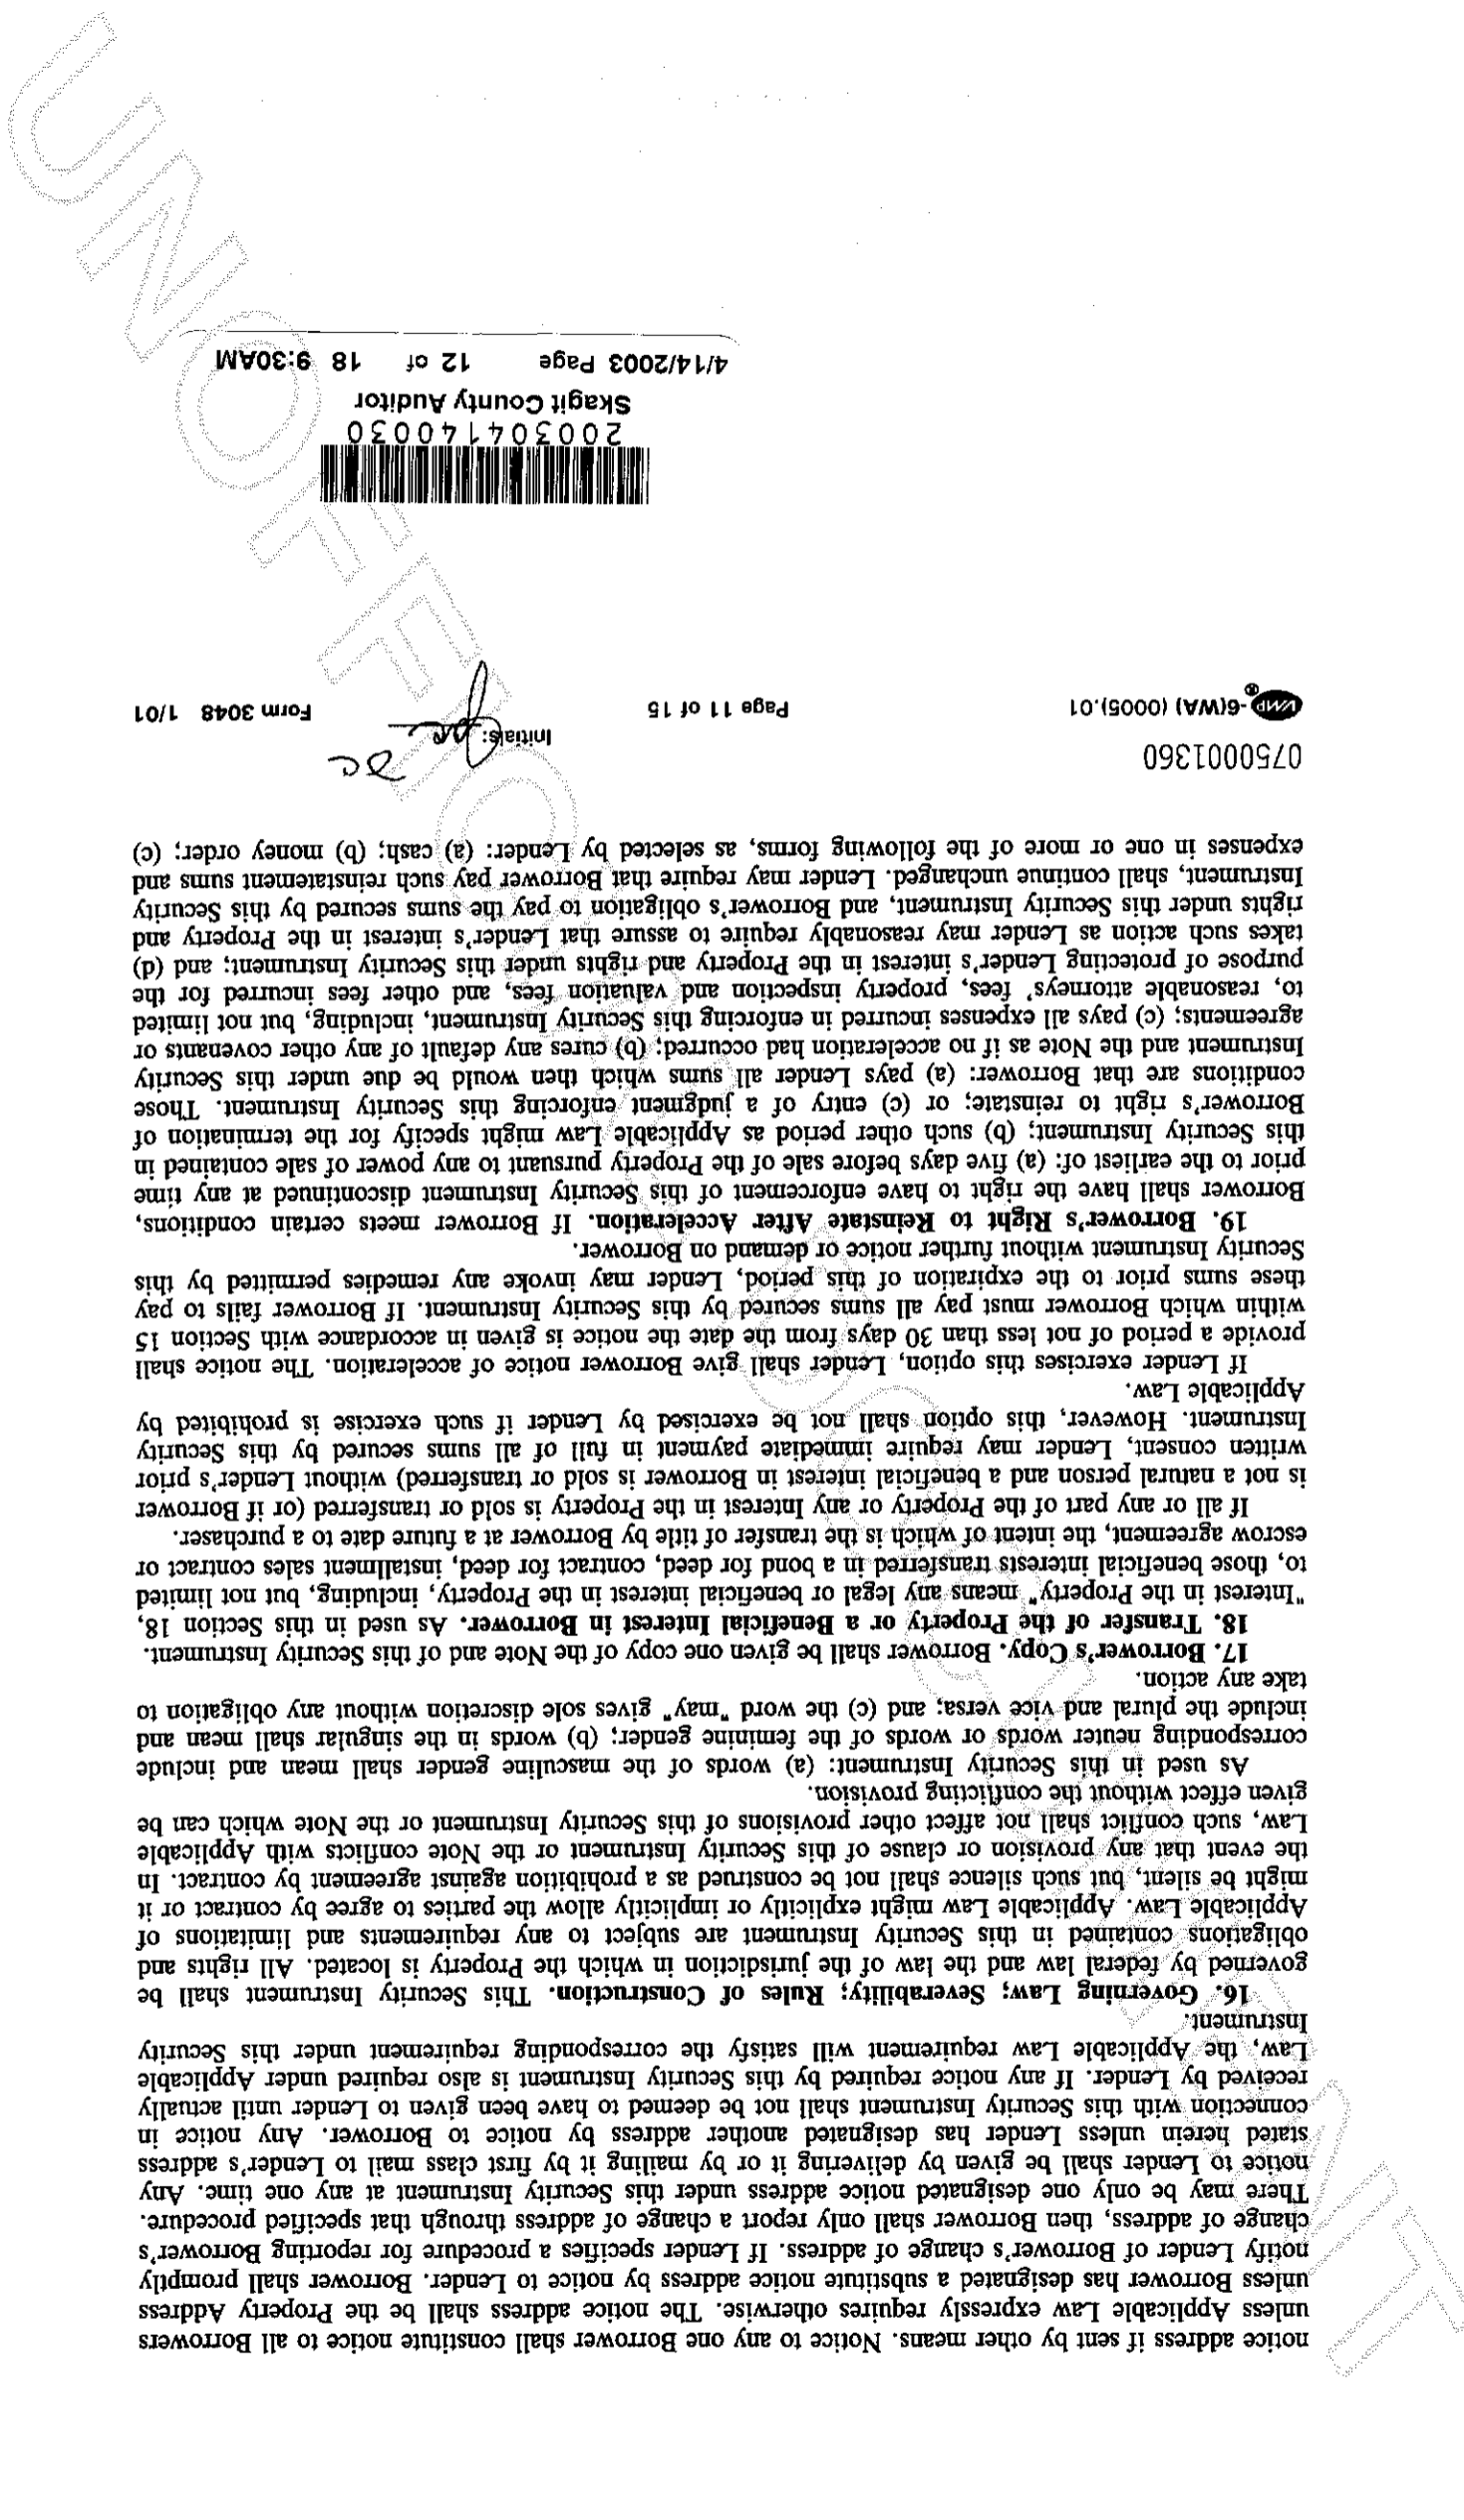 notice address if sent by other means. Notice to any one Borrower shall constitute notice to all Borrowers
unless Applicable Law expressly requires otherwise. The notice address shall be the Property Address
unless Borrower has designated a substitute notice address by notice to Lender. Borrower shall promptly
notify Lender of Borrower's change of address. If Lender specifies a procedure for reporting Borrower's
change of address, then Borrower shall only report a change of address through that specified procedure.
There may be only one designated notice address under this Security Instrument at any one time. Any
notice to Lender shall be given by delivering it or by mailing it by first class mail to Lender's address
stated herein unless Lender has designated another address by notice to Borrower. Any notice in
connection with this Security Instrument shall not be deemed to have been given to Lender until actually
received by Lender. If any notice required by this Security Instrument is also required under Applicable
Law, the Applicable Law requirement will satisfy the corresponding requirement under this Security
Instrument.
16. Governing Law; Severability; Rules of Construction. This Security Instrument shall be
governed by federal law and the law of the jurisdiction in which the Property is located. All rights and
obligations contained in this Security Instrument are subject to any requirements and limitations of
Applicable Law. Applicable Law might explicitly or implicitly allow the parties to agree by contract or it
might be silent, but such silence shall not be construed as a prohibition against agreement by contract. In
the event that any provision or clause of this Security Instrument or the Note conflicts with Applicable
Law, such conflict shall not affect other provisions of this Security Instrument or the Note which can be
given effect without the conflicting provision.
As used in this Security Instrument: (a) words of the masculine gender shall mean and include
corresponding neuter words or words of the feminine gender; (b) words in the singular shall mean and
include the plural and vice versa; and (c) the word "may" gives sole discretion without any obligation to
take any action.
17. Borrower's Copy. Borrower shall be given one copy of the Note and of this Security Instrument.
18. Transfer of the Property or a Beneficial Interest in Borrower. As used in this Section 18,
"Interest in the Property" means any legal or beneficial interest in the Property, including, but not limited
to, those beneficial interests transferred in a bond for deed, contract for deed, installment sales contract or
escrow agreement, the intent of which is the transfer of title by Borrower at a future date to a purchaser.
If all or any part of the Property or any Interest in the Property is sold or transferred (or if Borrower
is not a natural person and a beneficial interest in Borrower is sold or transferred) without Lender's prior
written consent, Lender may require immediate payment in full of all sums secured by this Security
Instrument. However, this option shall not be exercised by Lender if such exercise is prohibited by
Applicable Law.
If Lender exercises this option, Lender shall give Borrower notice of acceleration. The notice shall
provide a period of not less than 30 days from the date the notice is given in accordance with Section 15
within which Borrower must pay all sums secured by this Security Instrument. If Borrower fails to pay
these sums prior to the expiration of this period, Lender may invoke any remedies permitted by this
Security Instrument without further notice or demand on Borrower.
19. Borrower's Right to Reinstate After Acceleration. If Borrower meets certain conditions,
Borrower shall have the right to have enforcement of this Security Instrument discontinued at any time
prior to the earliest of: (a) five days before sale of the Property pursuant to any power of sale contained in
this Security Instrument; (b) such other period as Applicable Law might specify for the termination of
Borrower's right to reinstate; or (c) entry of a judgment enforcing this Security Instrument. Those
conditions are that Borrower: (a) pays Lender all sums which then would be due under this Security
Instrument and the Note as if no acceleration had occurred; (b) cures any default of any other covenants or
agreements; (c) pays all expenses incurred in enforcing this Security Instrument, including, but not limited
to, reasonable attorneys' fees, property inspection and valuation fees, and other fees incurred for the
purpose of protecting Lender's interest in the Property and rights under this Security Instrument; and (d)
takes such action as Lender may reasonably require to assure that Lender's interest in the Property and
rights under this Security Instrument, and Borrower's obligation to pay the sums secured by this Security
Instrument, shall continue unchanged. Lender may require that Borrower pay such reinstatement sums and
expenses in one or more of the following forms, as selected by Lender: (a) cash; (b) money order; (c)
0750001360
Initials:
VMP®-6(WA) (0005).01 Page 11 of 15 Form 3048 1/01
200304140030
Skagit County Auditor
4/14/2003 Page 12 of 18 9:30AM
UNOFFICIAL DOCUMENT